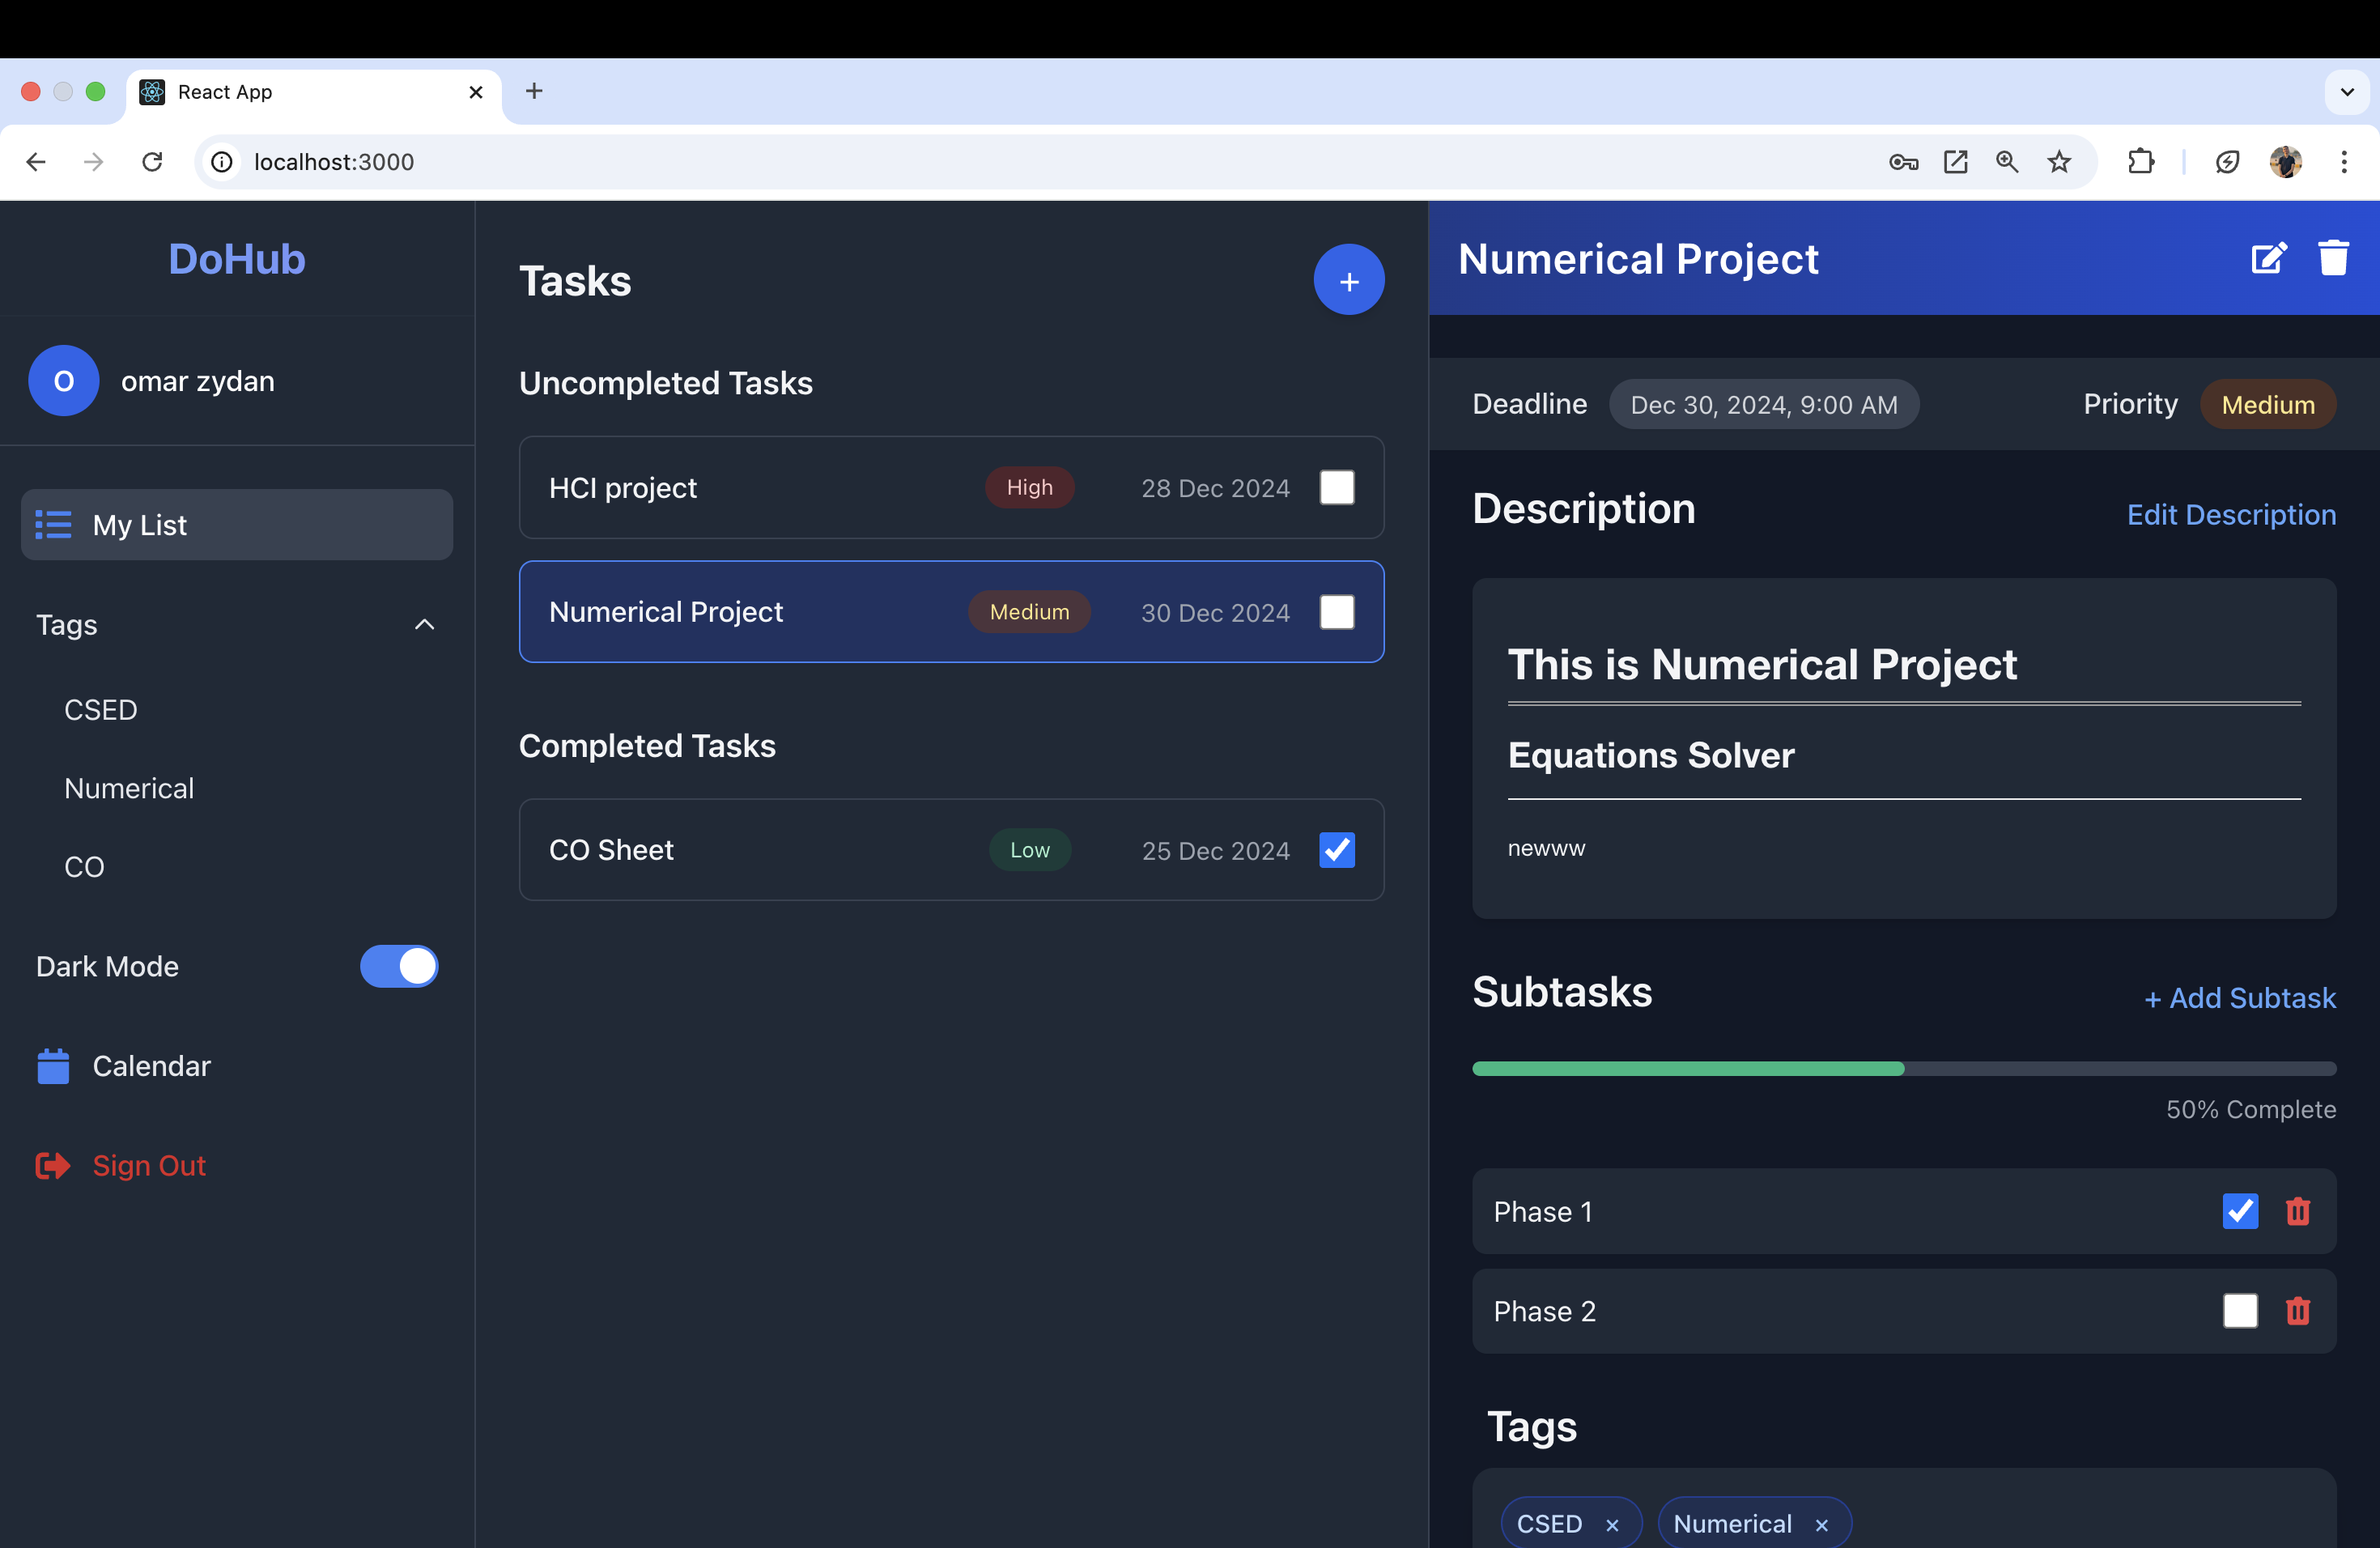 React App
localhost:3000
DoHub
O omar zydan
My List
Tags
CSED
Numerical
CO
Dark Mode
Calendar
Sign Out
Tasks
+
Uncompleted Tasks
HCI project High 28 Dec 2024
Numerical Project Medium 30 Dec 2024
Completed Tasks
CO Sheet Low 25 Dec 2024
Numerical Project
Deadline Dec 30, 2024, 9:00 AM Priority Medium
Description Edit Description
This is Numerical Project
Equations Solver
newww
Subtasks + Add Subtask
50% Complete
Phase 1
Phase 2
Tags
CSED × Numerical ×